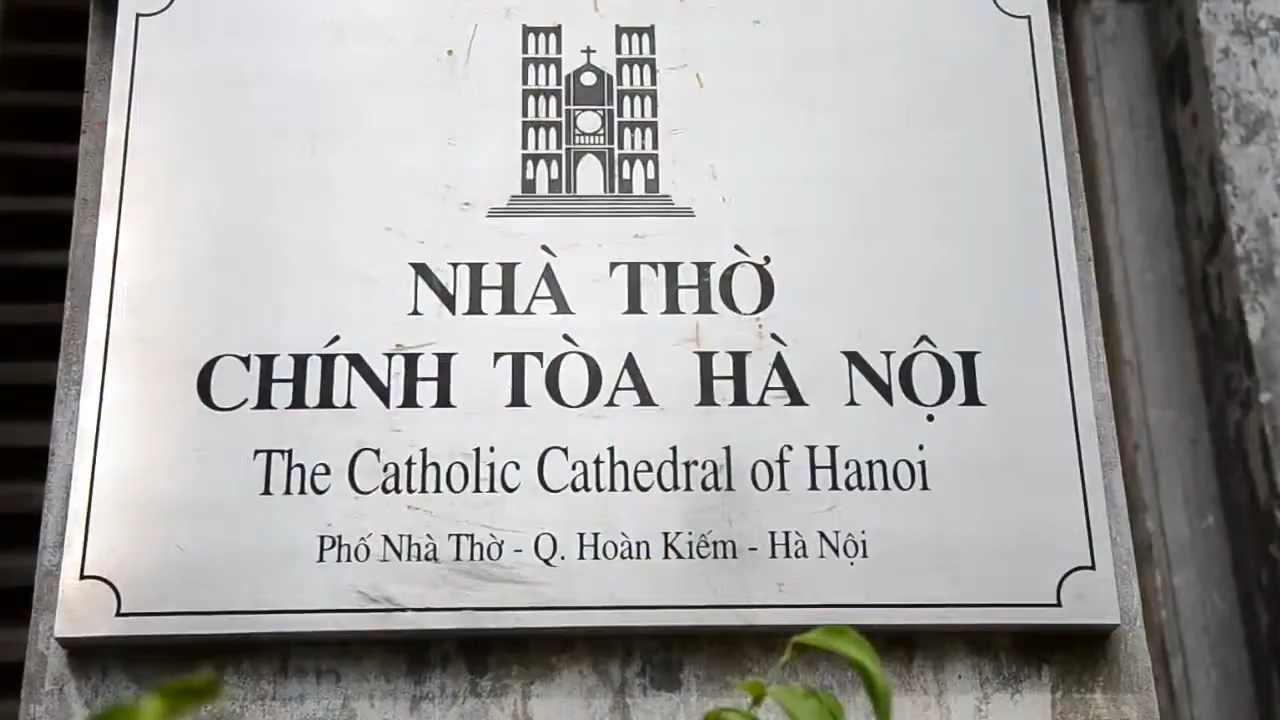 NHÀ THỜ
CHÍNH TÒA HÀ NỘI
The Catholic Cathedral of Hanoi
Phố Nhà Thờ - Q. Hoàn Kiếm - Hà Nội